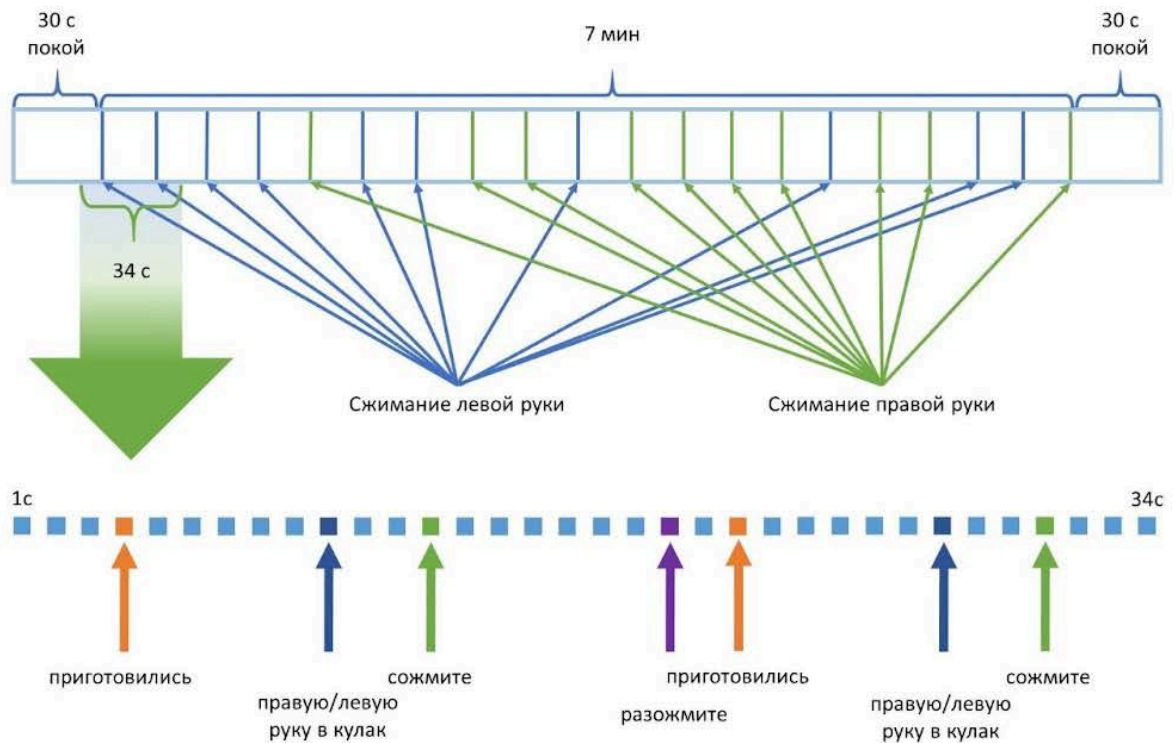 30 с
покой
7 мин
30 с
покой
34 с
Сжимание левой руки
Сжимание правой руки
1с
34с
приготовились
правую/левую
руку в кулак
сожмите
разожмите
приготовились
правую/левую
руку в кулак
сожмите